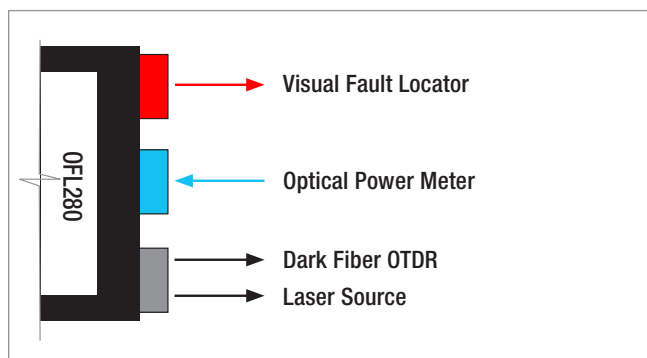 OFL280
Visual Fault Locator
Optical Power Meter
Dark Fiber OTDR
Laser Source